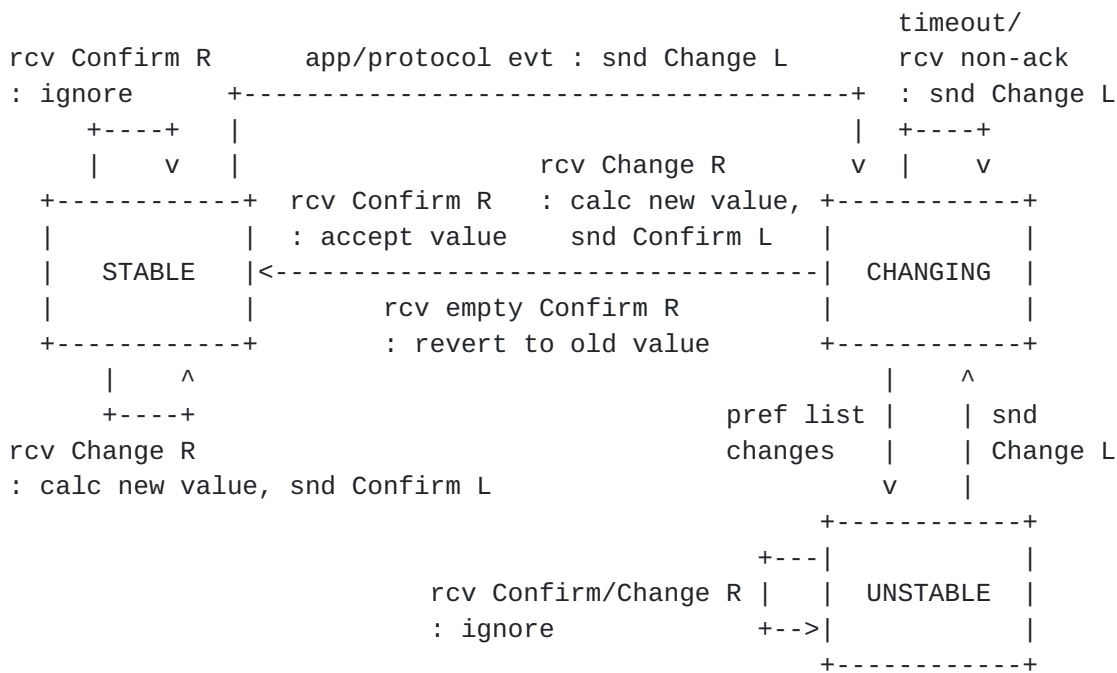 timeout/
rcv Confirm R      app/protocol evt : snd Change L       rcv non-ack
: ignore      +---------------------------------------+  : snd Change L
     +----+   |                                       |  +----+
     |    v   |                   rcv Change R        v  |    v
  +------------+  rcv Confirm R   : calc new value, +------------+
  |            |  : accept value    snd Confirm L   |            |
  |   STABLE   |<-----------------------------------|  CHANGING  |
  |            |        rcv empty Confirm R         |            |
  +------------+        : revert to old value       +------------+
      |    ^                                            |    ^
      +----+                                  pref list |    | snd
rcv Change R                                  changes   |    | Change L
: calc new value, snd Confirm L                         v    |
                                                    +------------+
                                                +---|            |
                           rcv Confirm/Change R |   |  UNSTABLE  |
                           : ignore             +-->|            |
                                                    +------------+